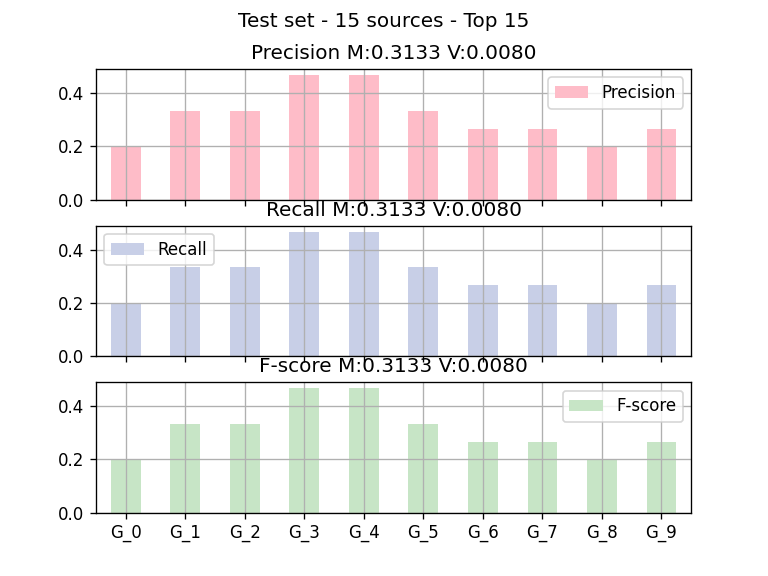 Test set - 15 sources - Top 15
Precision M:0.3133 V:0.0080
0.4
0.2
0.0
Precision
Recall M:0.3133 V:0.0080
0.4
0.2
0.0
Recall
F-score M:0.3133 V:0.0080
0.4
0.2
0.0
F-score
G_0 G_1 G_2 G_3 G_4 G_5 G_6 G_7 G_8 G_9